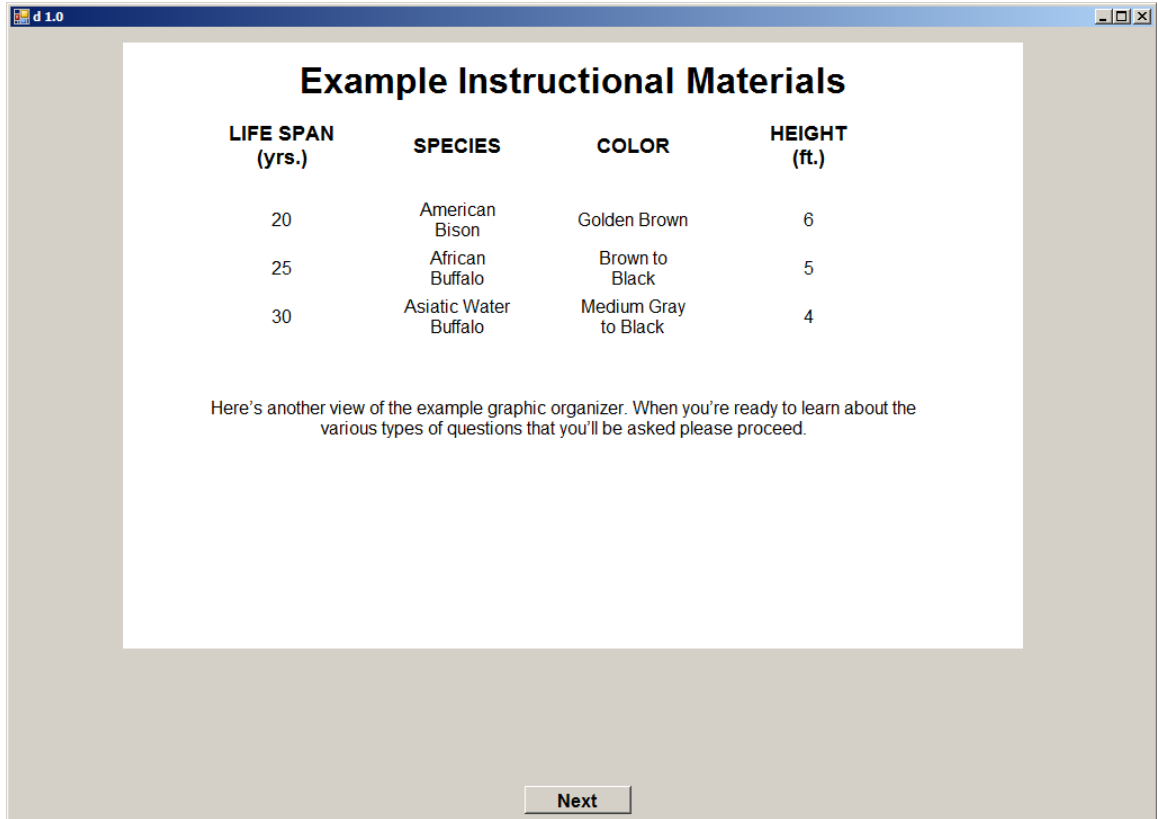 d 1.0
Example Instructional Materials
LIFE SPAN
(yrs.)
SPECIES
COLOR
HEIGHT
(ft.)
20
American
Bison
Golden Brown
6
25
African
Buffalo
Brown to
Black
5
30
Asiatic Water
Buffalo
Medium Gray
to Black
4
Here’s another view of the example graphic organizer. When you’re ready to learn about the
various types of questions that you’ll be asked please proceed.
Next